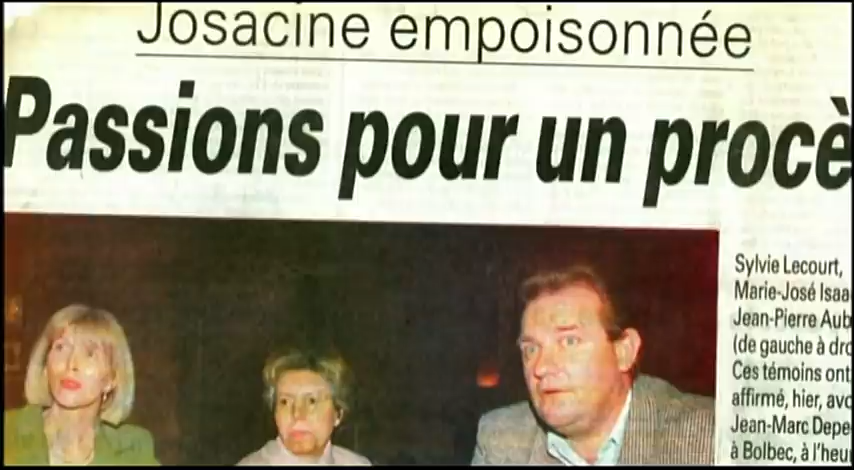 Josacine empoisonnée
Passions pour un procè
Sylvie Lecourt,
Marie-José Isaa
Jean-Pierre Aub
(de gauche à dro
Ces témoins ont
affirmé, hier, avo
Jean-Marc Depe
à Bolbec, à l'heu